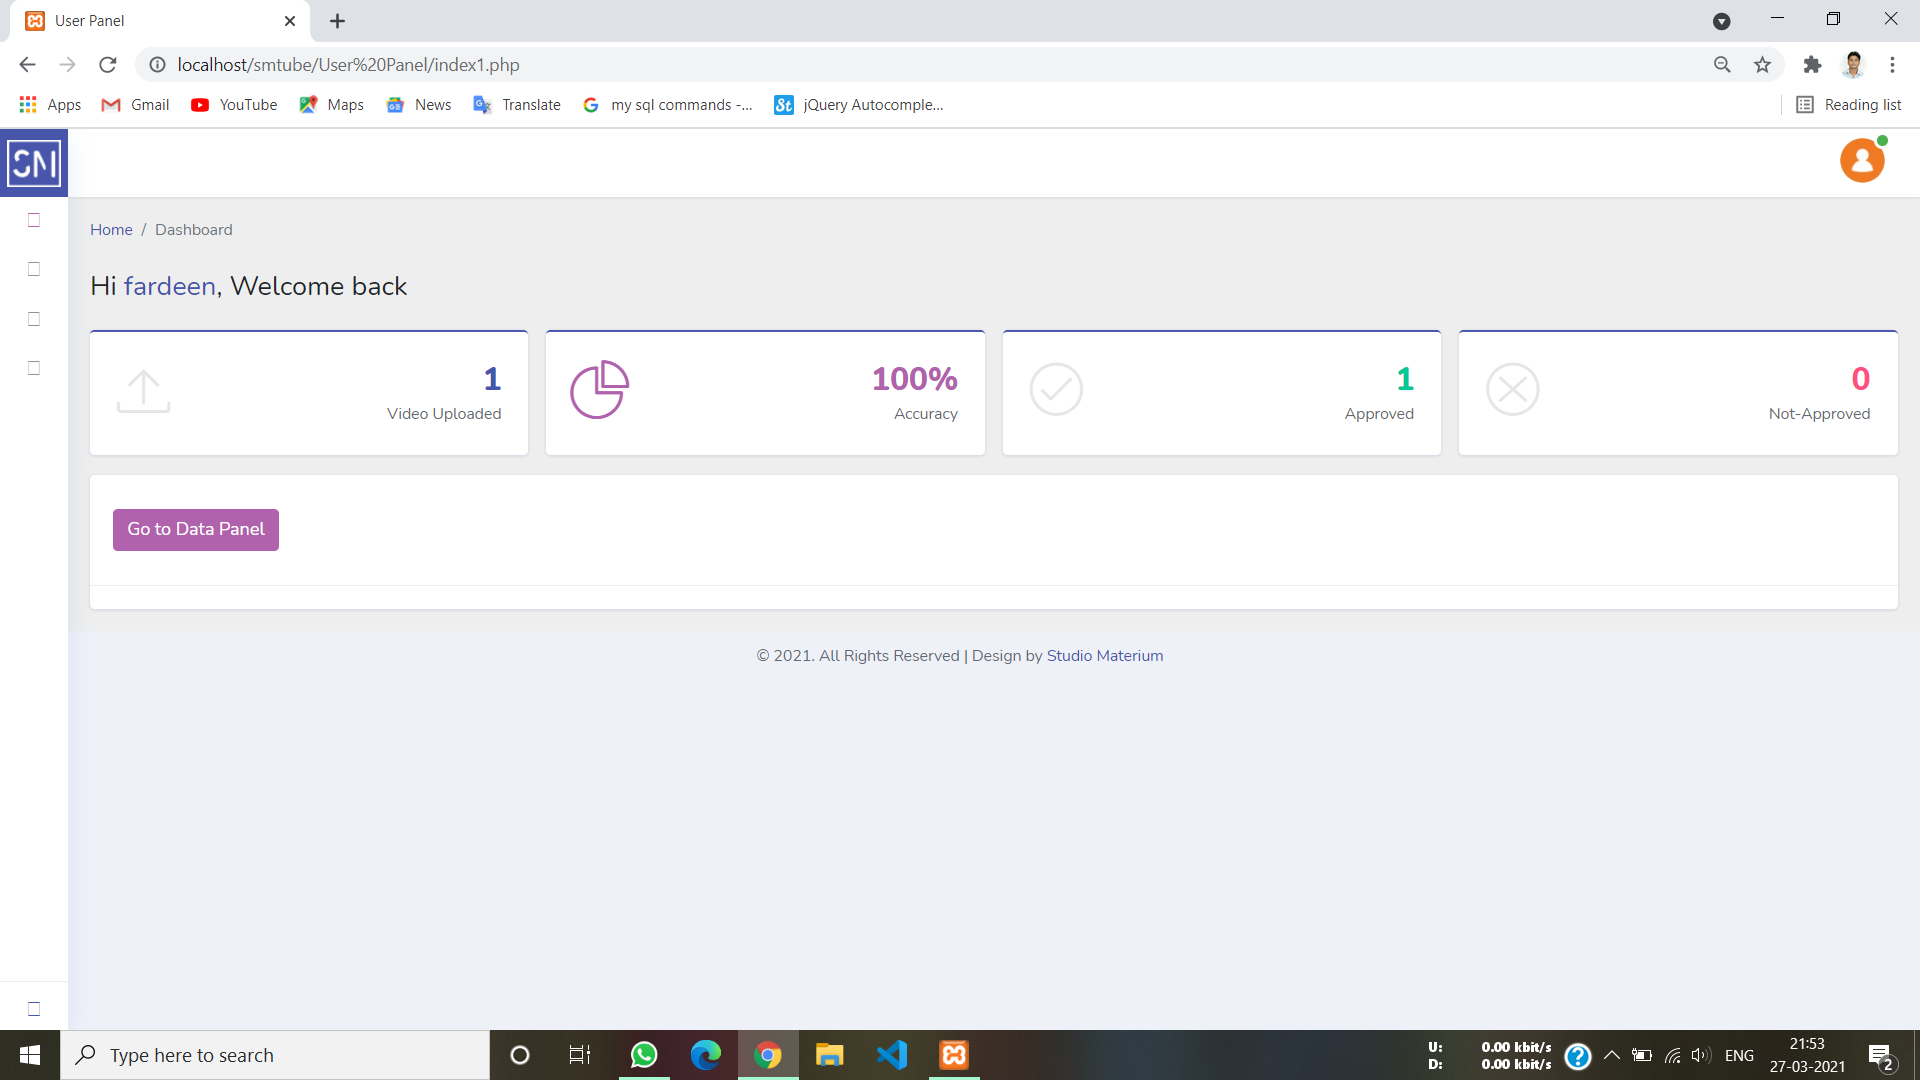 User Panel
localhost/smtube/User%20Panel/index1.php
Apps Gmail YouTube Maps News Translate my sql commands -... jQuery Autocomple... Reading list
SM
Home / Dashboard
Hi fardeen, Welcome back
1
Video Uploaded
100%
Accuracy
1
Approved
0
Not-Approved
Go to Data Panel
© 2021. All Rights Reserved | Design by Studio Materium
Type here to search
U: 0.00 kbit/s
D: 0.00 kbit/s
ENG
21:53
27-03-2021
2